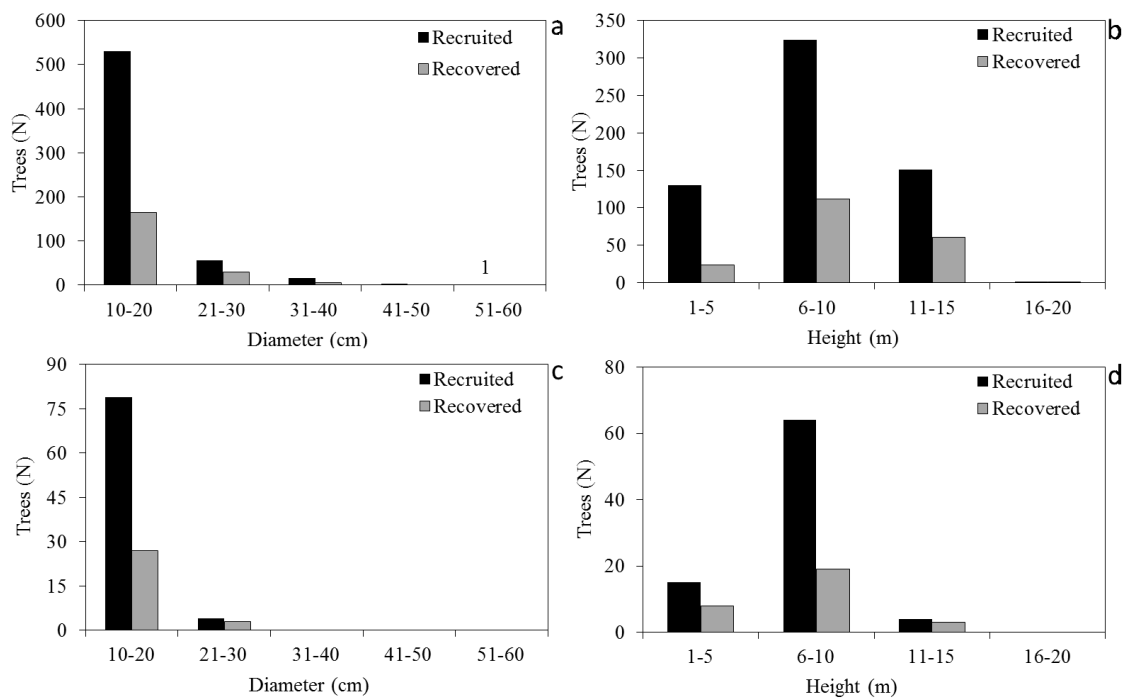 a
Recruited
Recovered
600
500
400
300
200
100
0
Trees (N)
1
10-20 21-30 31-40 41-50 51-60
Diameter (cm)
b
Recruited
Recovered
350
300
250
200
150
100
50
0
Trees (N)
1-5 6-10 11-15 16-20
Height (m)
c
Recruited
Recovered
90
75
60
45
30
15
0
Trees (N)
10-20 21-30 31-40 41-50 51-60
Diameter (cm)
d
Recruited
Recovered
80
60
40
20
0
Trees (N)
1-5 6-10 11-15 16-20
Height (m)